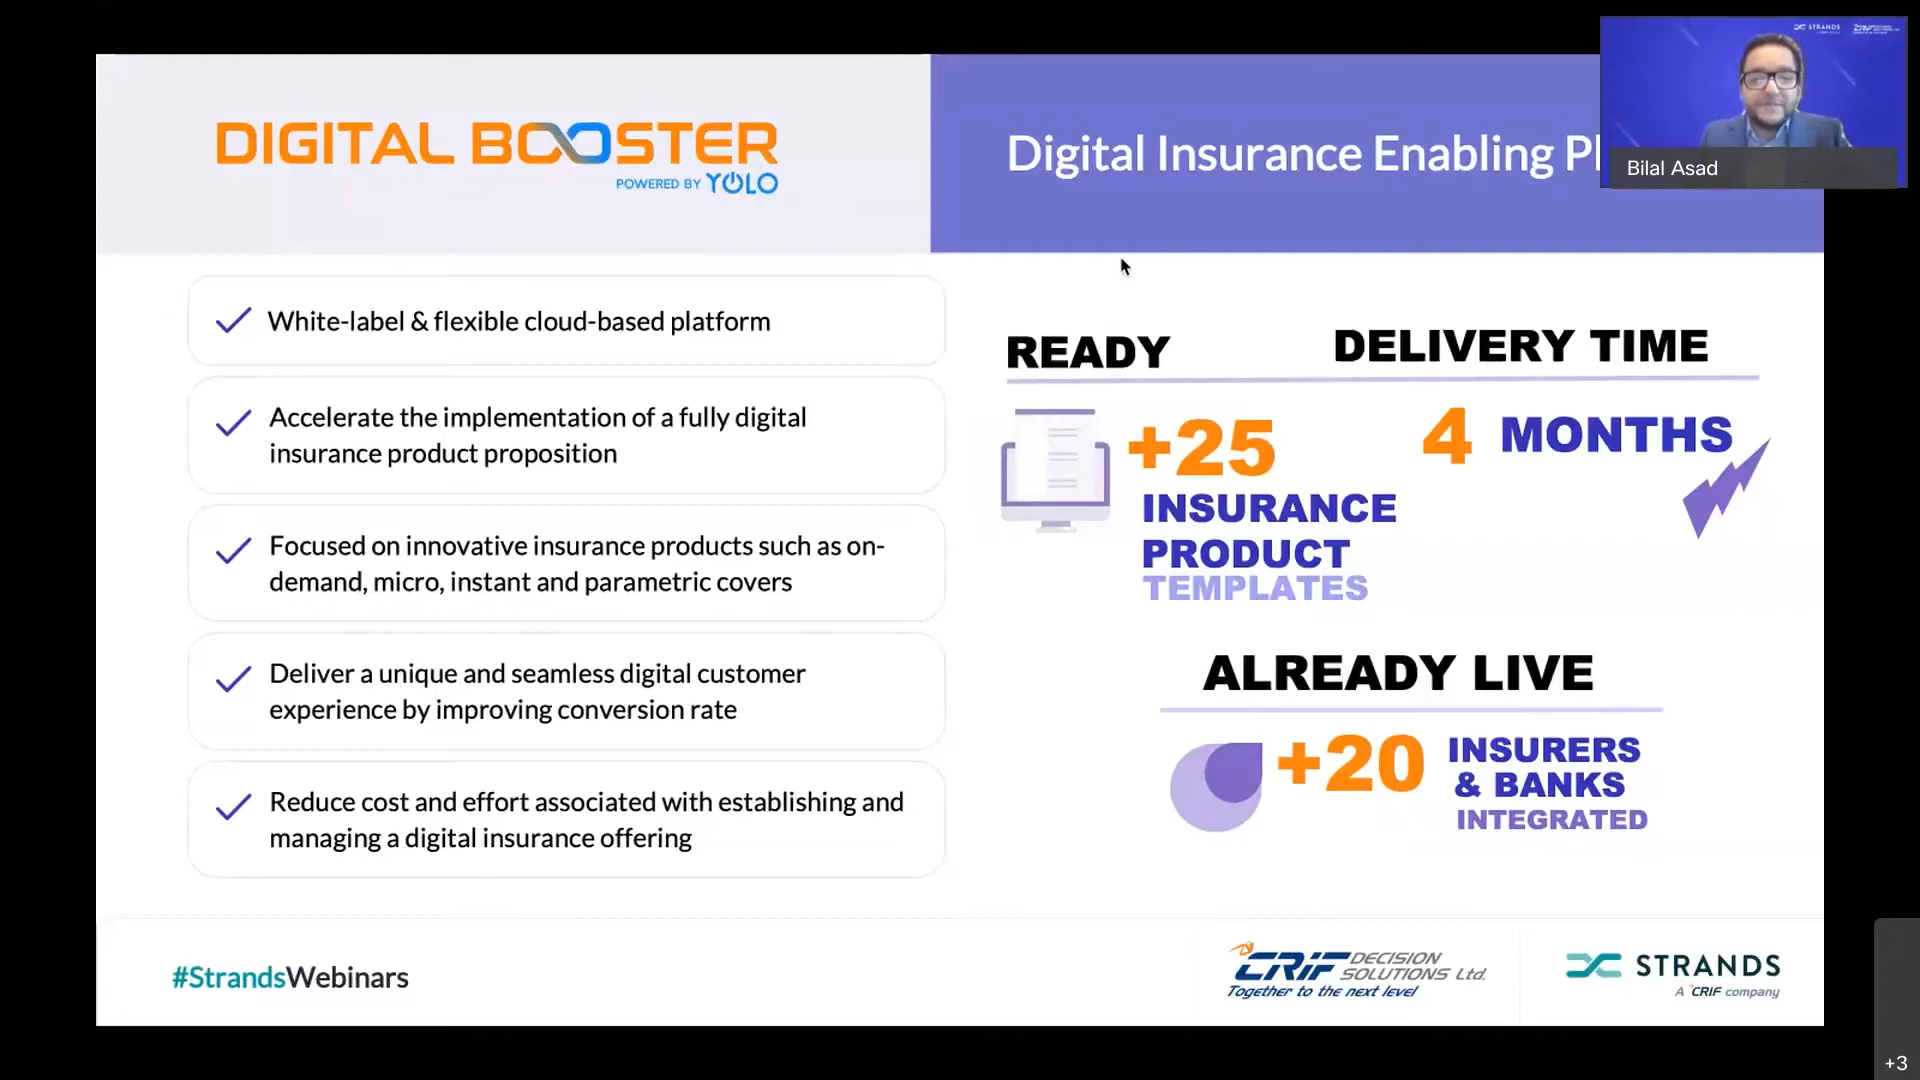 DIGITAL BOOSTER
POWERED BY YOLO
Digital Insurance Enabling Pl
STRANDS
Bilal Asad
White-label & flexible cloud-based platform
Accelerate the implementation of a fully digital
insurance product proposition
Focused on innovative insurance products such as on-
demand, micro, instant and parametric covers
Deliver a unique and seamless digital customer
experience by improving conversion rate
Reduce cost and effort associated with establishing and
managing a digital insurance offering
READY
DELIVERY TIME
+25
INSURANCE
PRODUCT
TEMPLATES
4 MONTHS
ALREADY LIVE
+20
INSURERS
& BANKS
INTEGRATED
#StrandsWebinars
CRIF DECISION
SOLUTIONS Ltd.
Together to the next level
STRANDS
A CRIF company
+3